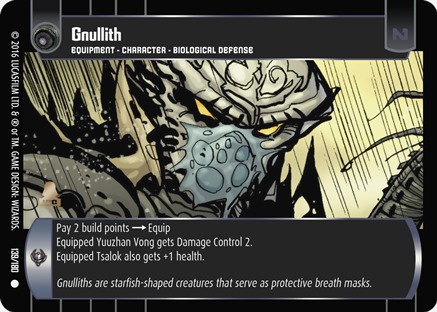 Gnullith
EQUIPMENT - CHARACTER - BIOLOGICAL DEFENSE
N
© 2016 LUCASFILM LTD. & ® or TM. GAME DESIGN: WIZARDS.
Pay 2 build points → Equip
Equipped Yuuzhan Vong gets Damage Control 2.
Equipped Tsalok also gets +1 health.
Gnulliths are starfish-shaped creatures that serve as protective breath masks.